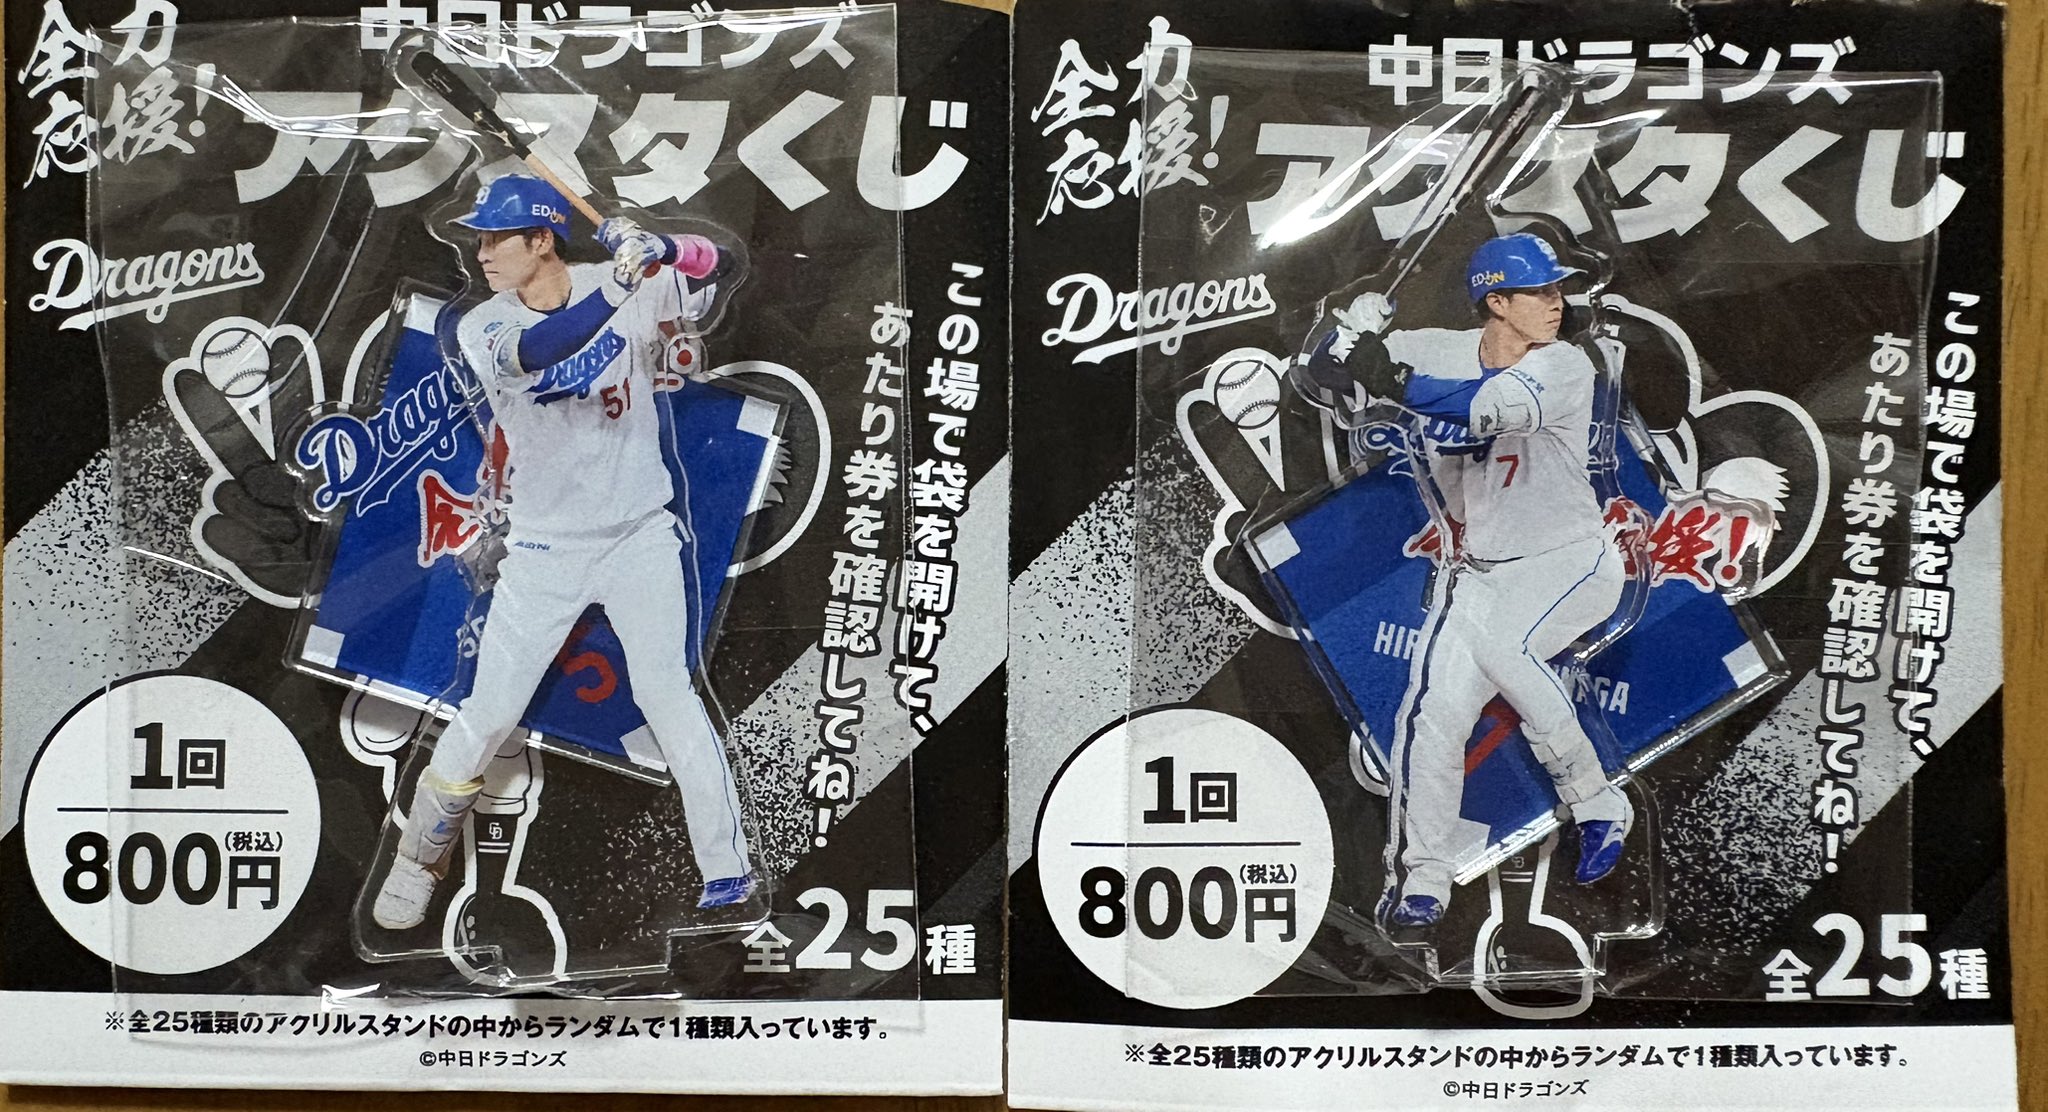 全力
応援!
中日ドラゴンズ
アクスタくじ
Dragons
この場で袋を開けて、
あたり券を確認してね!
EDION
Dragons
51
Dragons
1回
800円
(税込)
全25種
※全25種類のアクリルスタンドの中からランダムで1種類入っています。
©中日ドラゴンズ
全力
応援!
中日ドラゴンズ
アクスタくじ
Dragons
この場で袋を開けて、
あたり券を確認してね!
EDION
7
援!
1回
800円
(税込)
全25種
※全25種類のアクリルスタンドの中からランダムで1種類入っています。
©中日ドラゴンズ